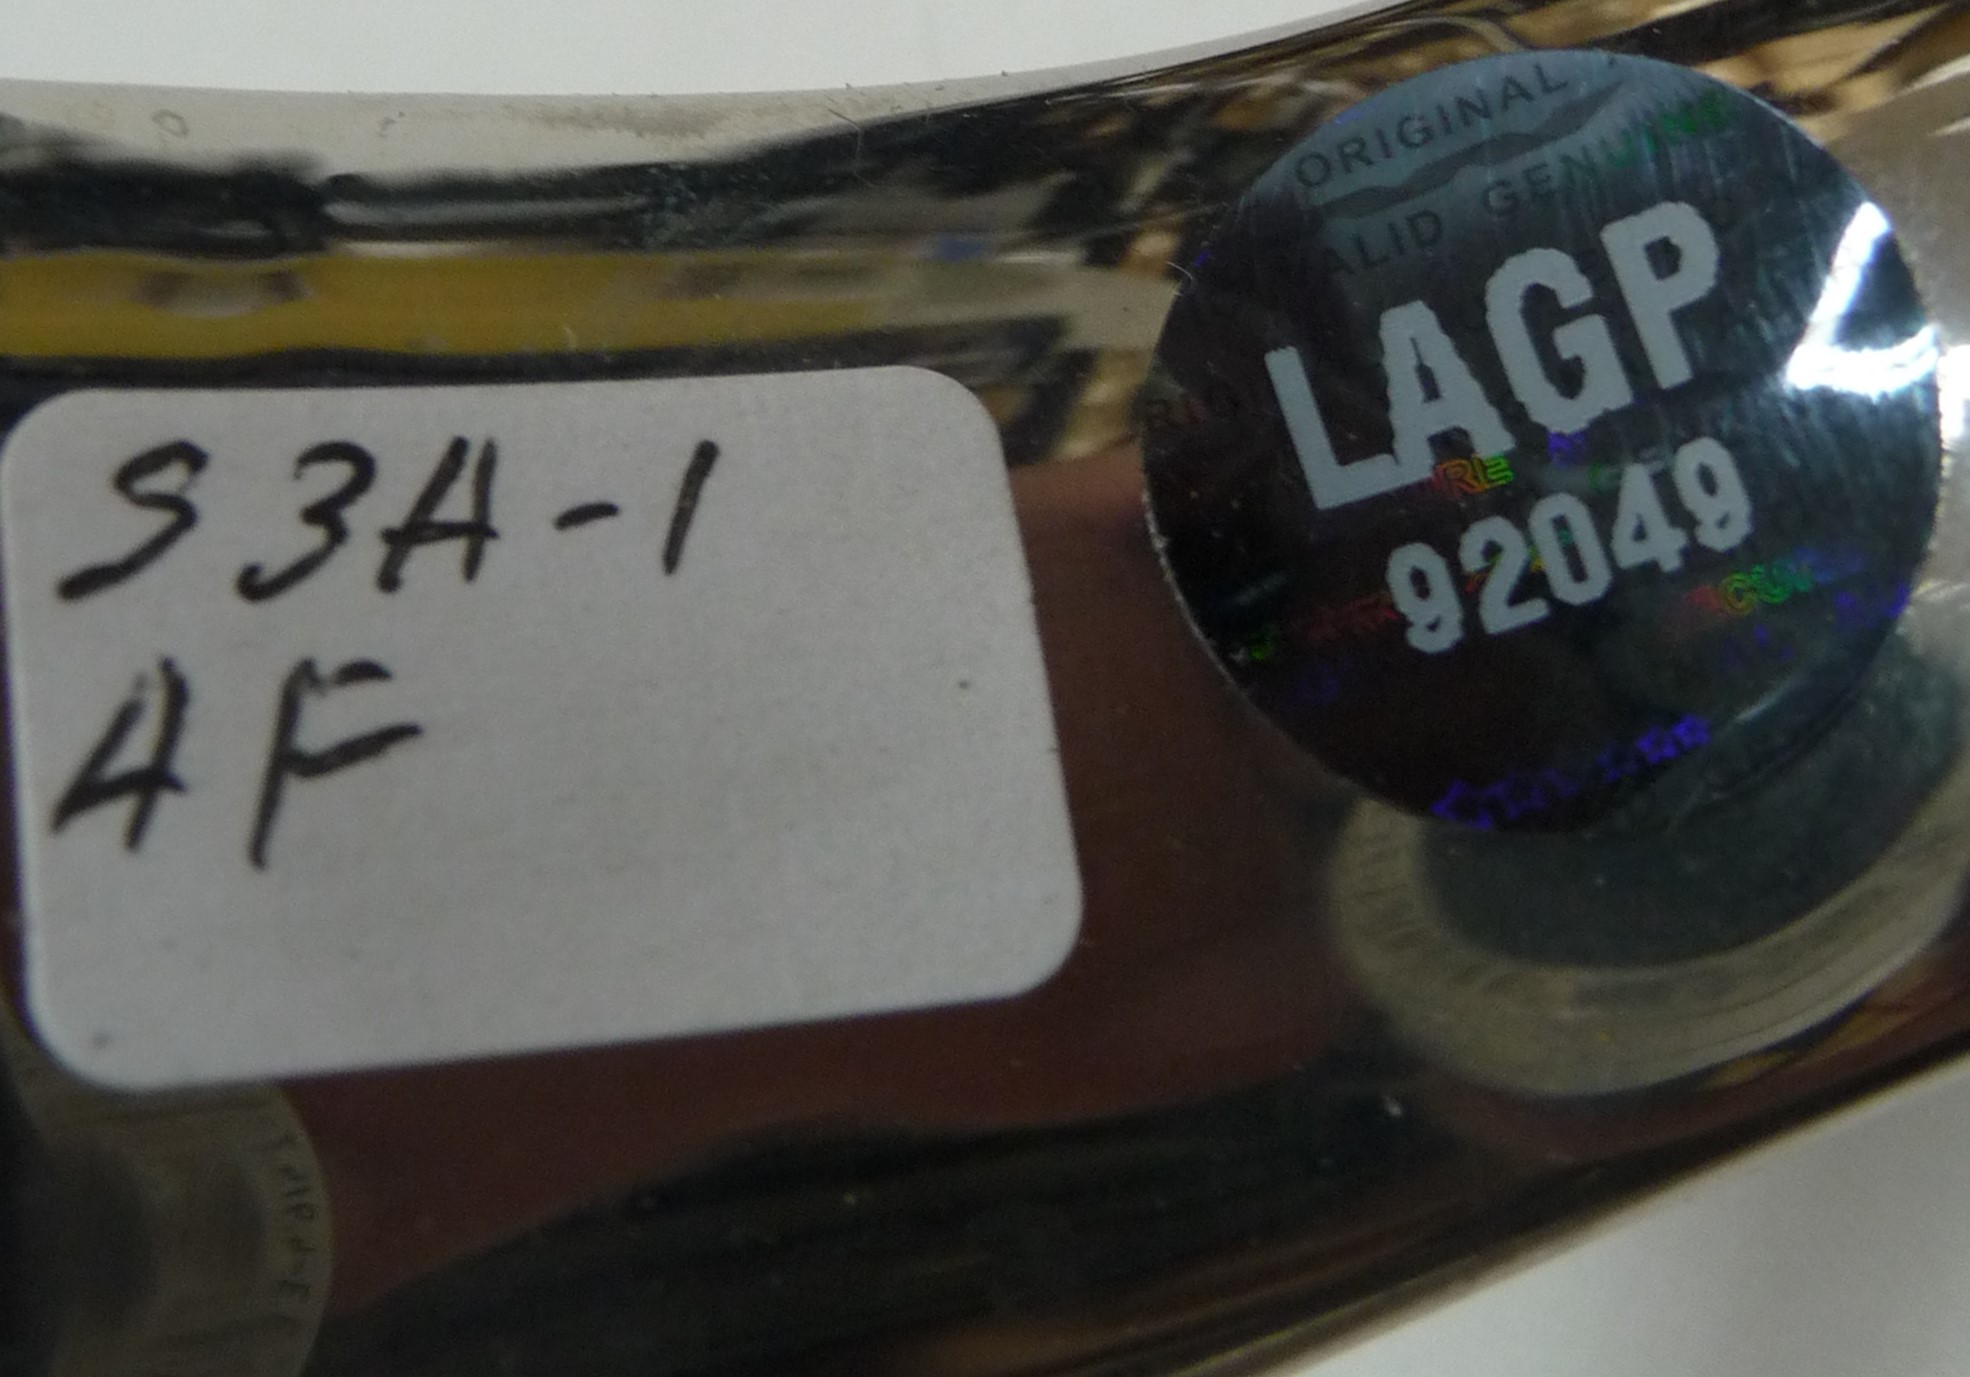 S3A-1
4F
ORIGINAL
VALID GENUINE
LAGP
92049